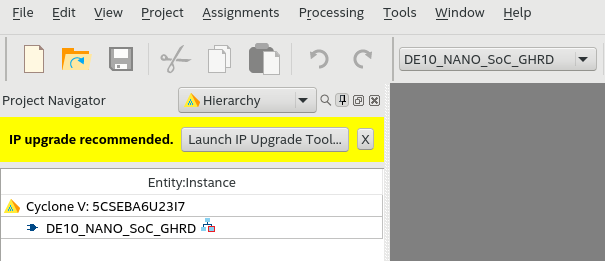 File Edit View Project Assignments Processing Tools Window Help
DE10_NANO_SoC_GHRD
Project Navigator Hierarchy
IP upgrade recommended. Launch IP Upgrade Tool... X
Entity:Instance
Cyclone V: 5CSEBA6U23I7
DE10_NANO_SoC_GHRD